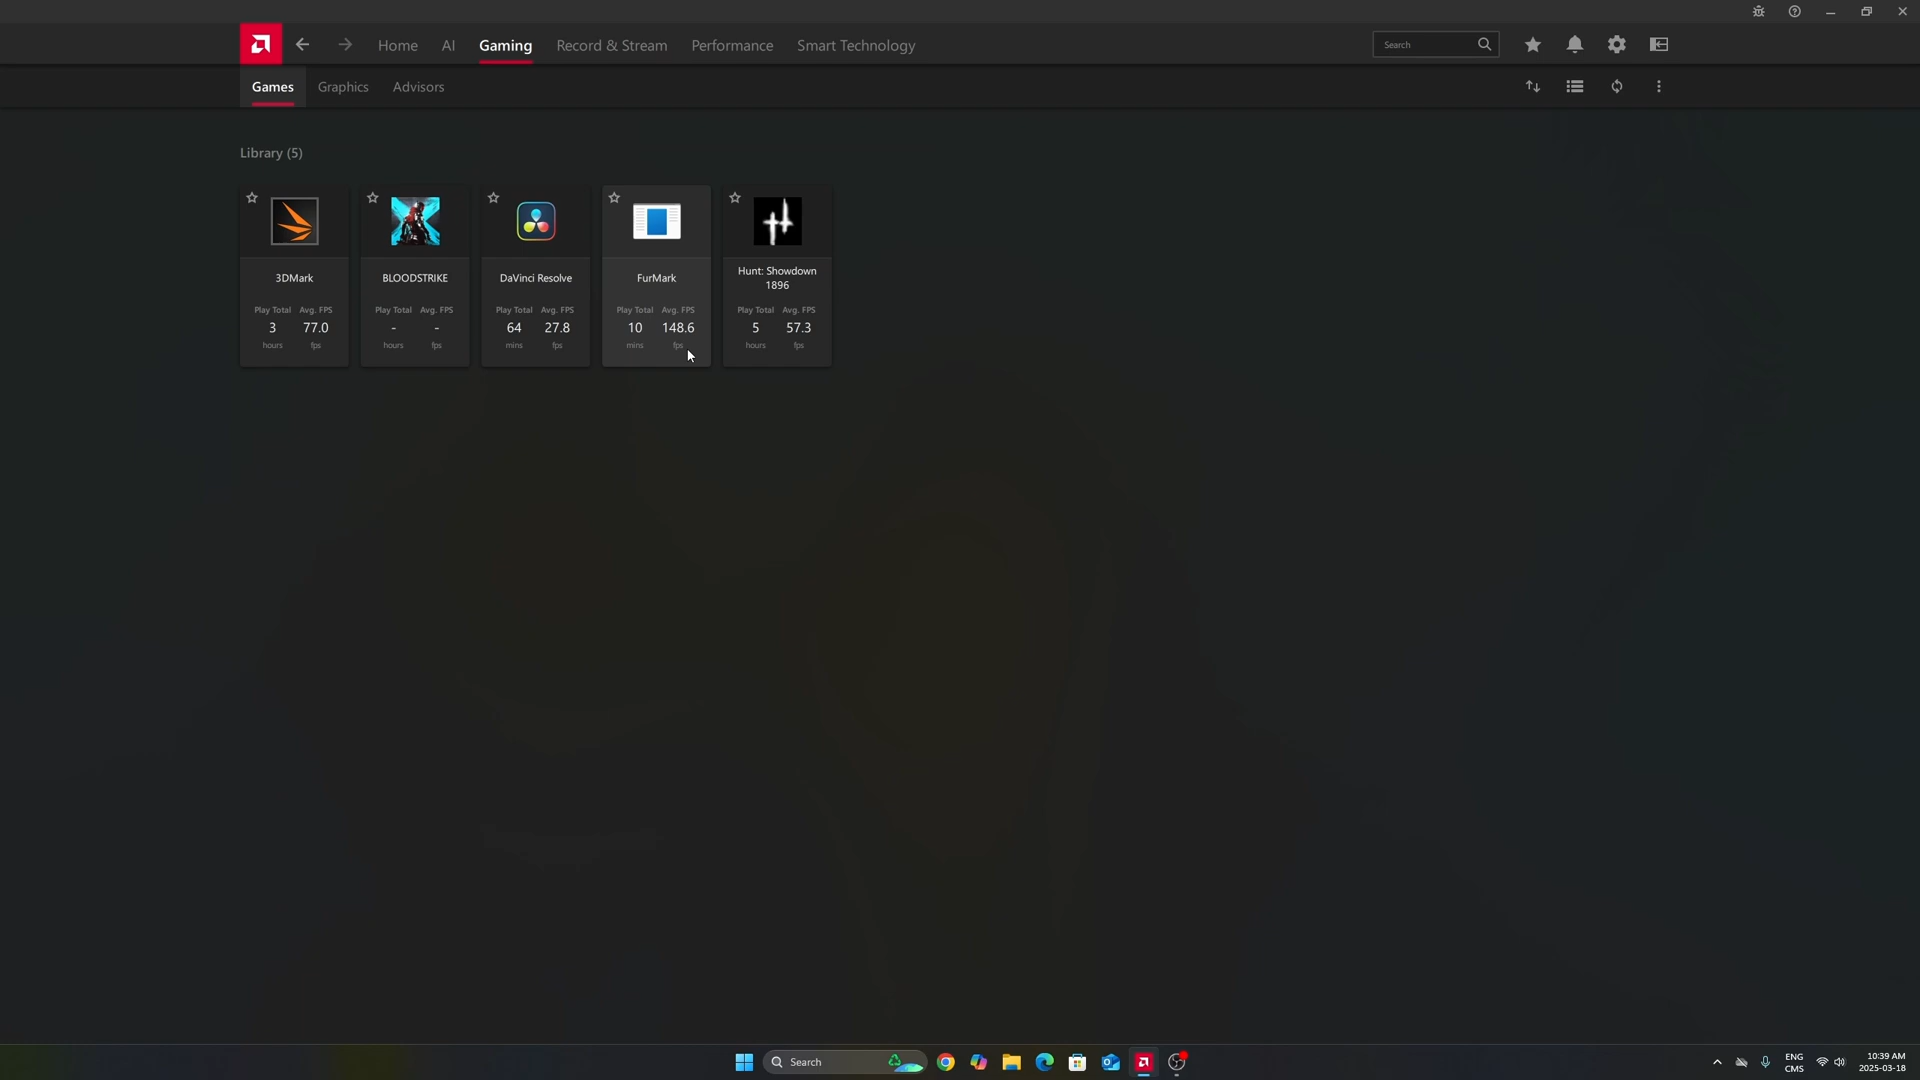 Home AI Gaming Record & Stream Performance Smart Technology Search
Games Graphics Advisors
Library (5)
3DMark
Play Total Avg. FPS
3 77.0
hours fps
BLOODSTRIKE
Play Total Avg. FPS
- -
hours fps
DaVinci Resolve
Play Total Avg. FPS
64 27.8
mins fps
FurMark
Play Total Avg. FPS
10 148.6
mins fps
Hunt: Showdown
1896
Play Total Avg. FPS
5 57.3
hours fps
Search
ENG
CMS
10:39 AM
2025-03-18